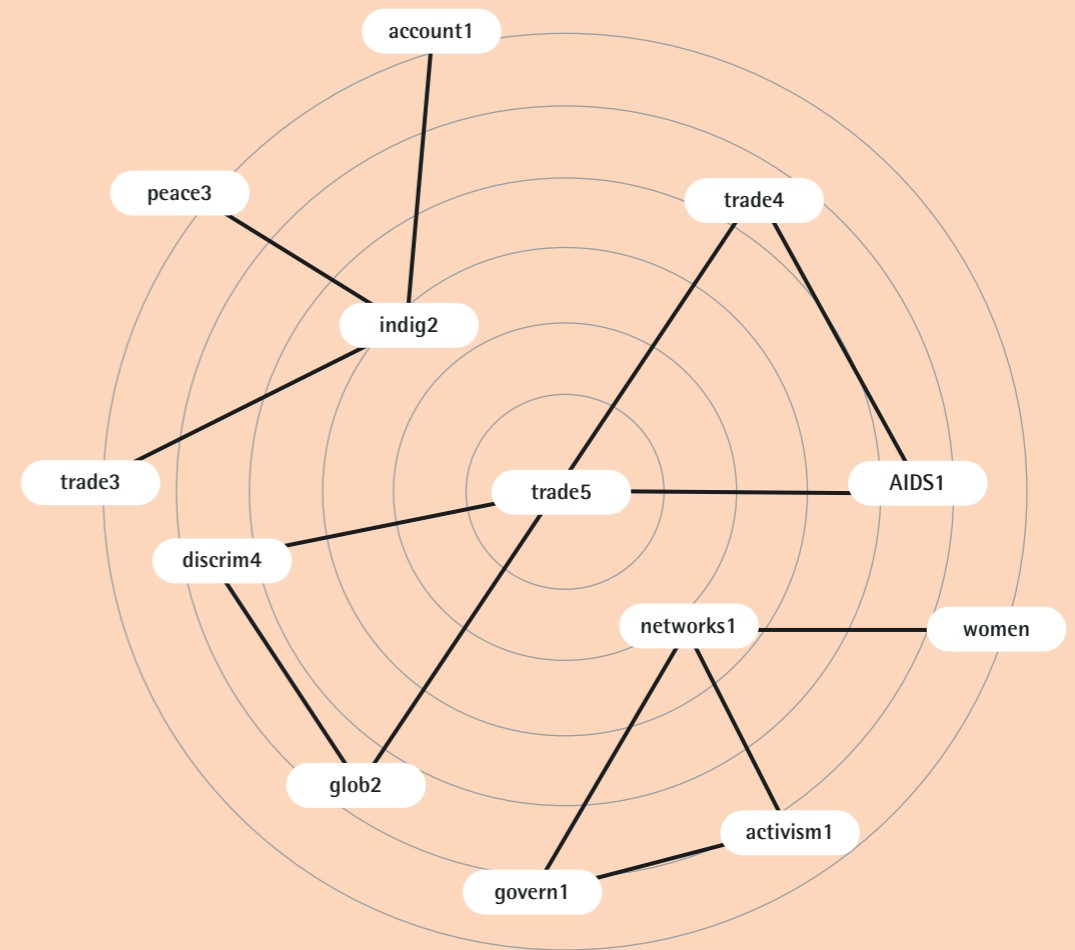 account1
peace3
trade4
indig2
trade3
AIDS1
trade5
discrim4
networks1
women
glob2
activism1
govern1